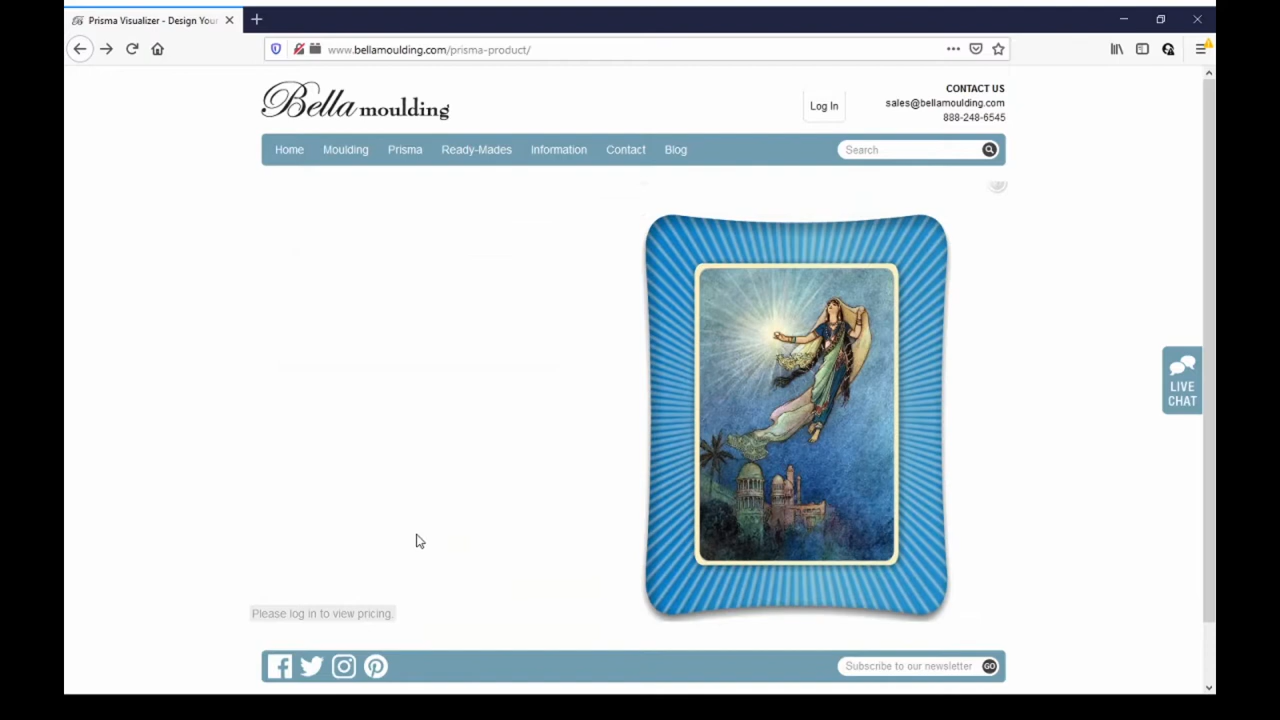 Prisma Visualizer - Design Your
www.bellamoulding.com/prisma-product/
Bella moulding
Log In
CONTACT US
sales@bellamoulding.com
888-248-6545
Home Moulding Prisma Ready-Mades Information Contact Blog
Search
LIVE
CHAT
Please log in to view pricing.
Subscribe to our newsletter GO